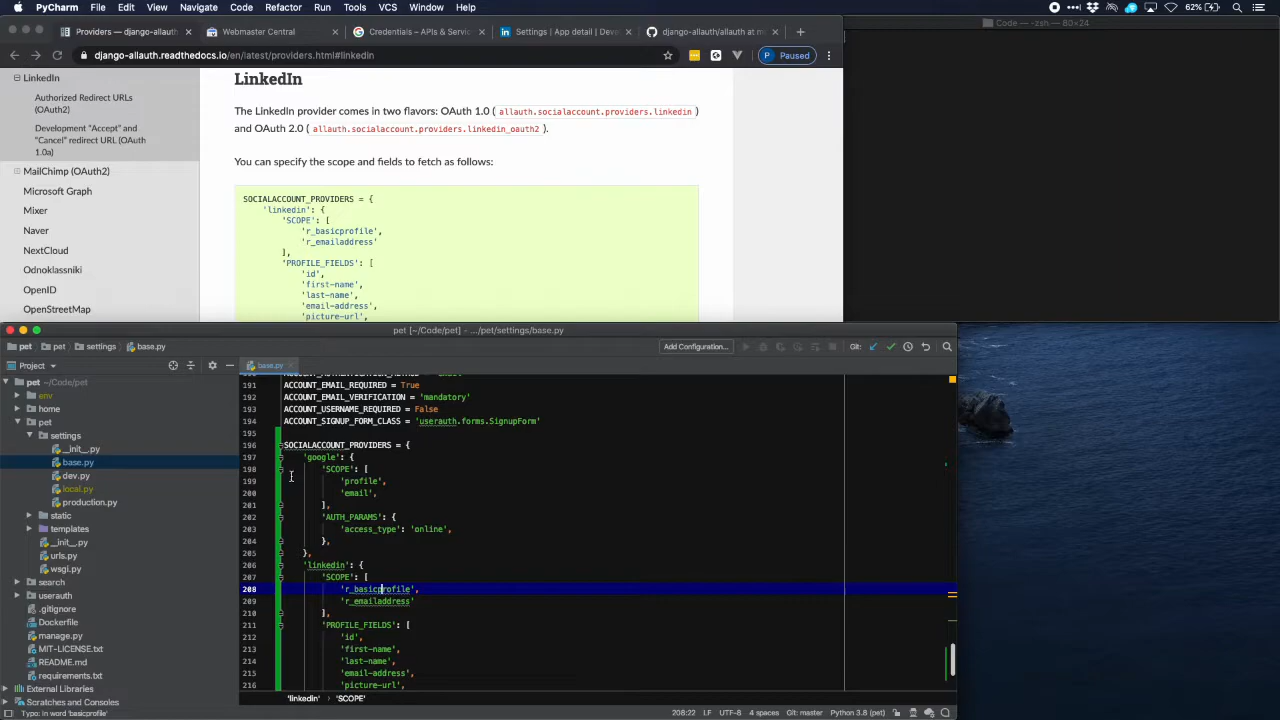 PyCharm File Edit View Navigate Code Refactor Run Tools VCS Window Help
62%
Providers — django-allauth
Webmaster Central
Credentials – APIs & Service
Settings | App detail | Deve
django-allauth/allauth at m
Code — -zsh — 80×24
django-allauth.readthedocs.io/en/latest/providers.html#linkedin
Paused
LinkedIn
Authorized Redirect URLs
(OAuth2)
Development "Accept" and
"Cancel" redirect URL (OAuth
1.0a)
MailChimp (OAuth2)
Microsoft Graph
Mixer
Naver
NextCloud
Odnoklassniki
OpenID
OpenStreetMap
LinkedIn
The LinkedIn provider comes in two flavors: OAuth 1.0 ( allauth.socialaccount.providers.linkedin )
and OAuth 2.0 ( allauth.socialaccount.providers.linkedin_oauth2 ).
You can specify the scope and fields to fetch as follows:
SOCIALACCOUNT_PROVIDERS = {
'linkedin': {
'SCOPE': [
'r_basicprofile',
'r_emailaddress'
],
'PROFILE_FIELDS': [
'id',
'first-name',
'last-name',
'email-address',
'picture-url',
pet [~/Code/pet] - .../pet/settings/base.py
pet pet settings base.py
Add Configuration...
Git:
Project
base.py
pet ~/Code/pet
env
home
pet
settings
__init__.py
base.py
dev.py
local.py
production.py
static
templates
__init__.py
urls.py
wsgi.py
search
userauth
.gitignore
Dockerfile
manage.py
MIT-LICENSE.txt
README.md
requirements.txt
External Libraries
Scratches and Consoles
191 ACCOUNT_EMAIL_REQUIRED = True
192 ACCOUNT_EMAIL_VERIFICATION = 'mandatory'
193 ACCOUNT_USERNAME_REQUIRED = False
194 ACCOUNT_SIGNUP_FORM_CLASS = 'userauth.forms.SignupForm'
195
196 SOCIALACCOUNT_PROVIDERS = {
197 'google': {
198 'SCOPE': [
199 'profile',
200 'email',
201 ],
202 'AUTH_PARAMS': {
203 'access_type': 'online',
204 },
205 },
206 'linkedin': {
207 'SCOPE': [
208 'r_basicprofile',
209 'r_emailaddress'
210 ],
211 'PROFILE_FIELDS': [
212 'id',
213 'first-name',
214 'last-name',
215 'email-address',
216 'picture-url',
'linkedin' › 'SCOPE'
Typo: In word 'basicprofile'
208:22 LF UTF-8 4 spaces Git: master Python 3.8 (pet)